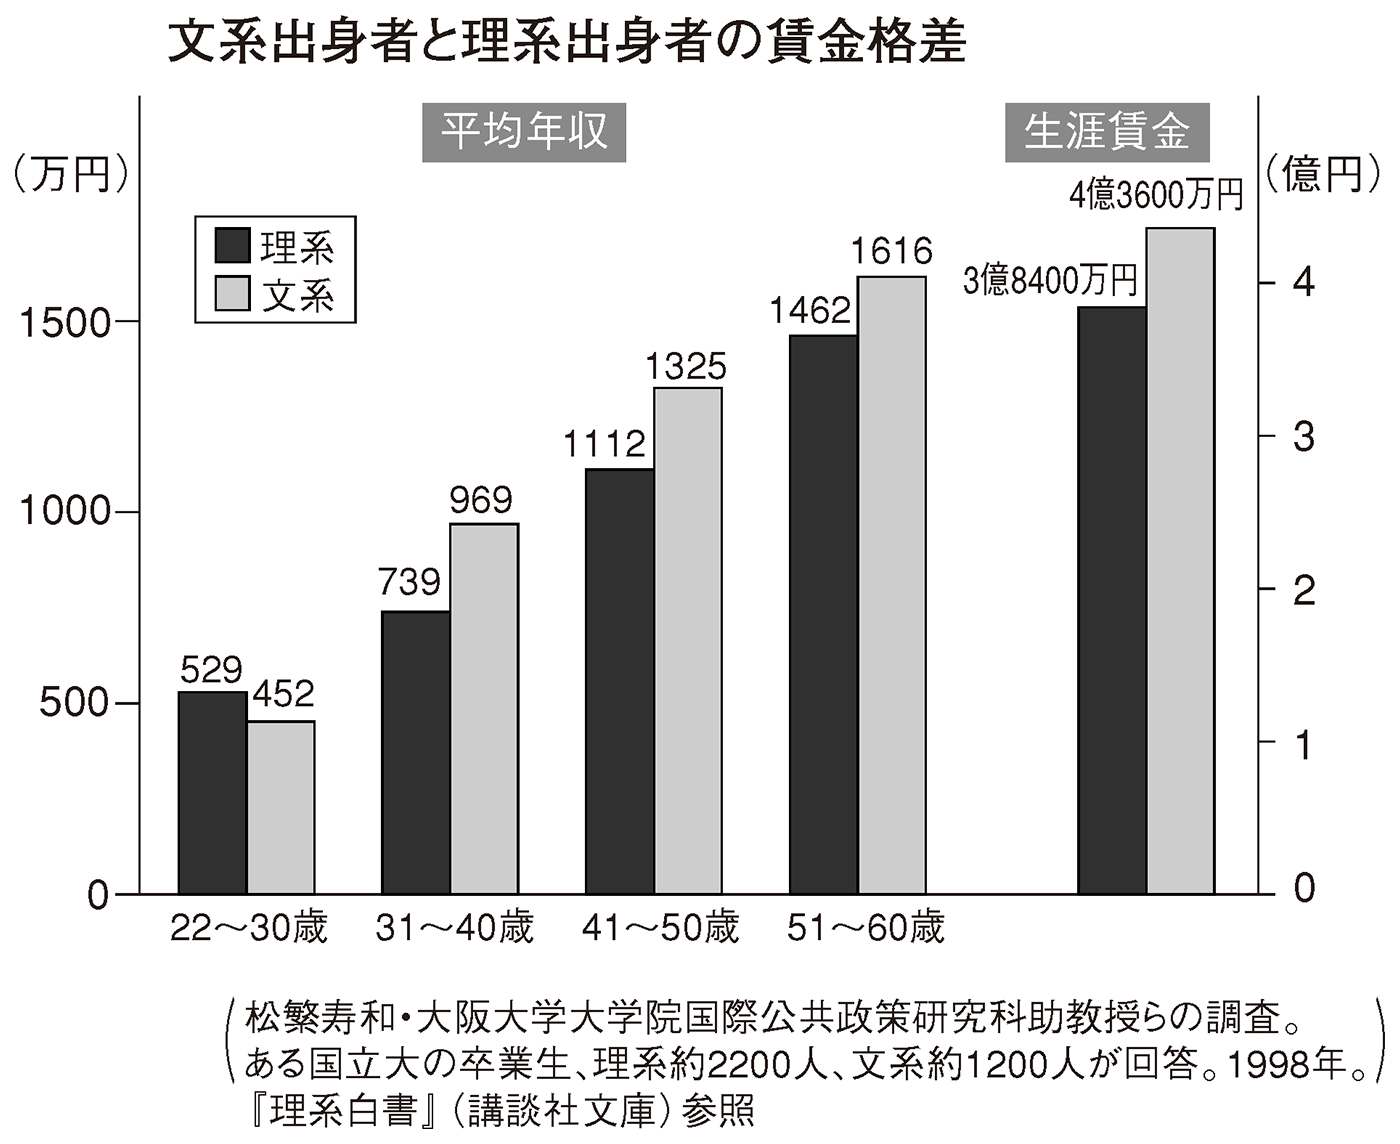 文系出身者と理系出身者の賃金格差
平均年収
生涯賃金
（万円）
（億円）
理系
文系
4億3600万円
3億8400万円
1500
1000
500
0
4
3
2
1
0
529
452
739
969
1112
1325
1462
1616
22～30歳
31～40歳
41～50歳
51～60歳
（松繁寿和・大阪大学大学院国際公共政策研究科助教授らの調査。
ある国立大の卒業生、理系約2200人、文系約1200人が回答。1998年。）
『理系白書』（講談社文庫）参照